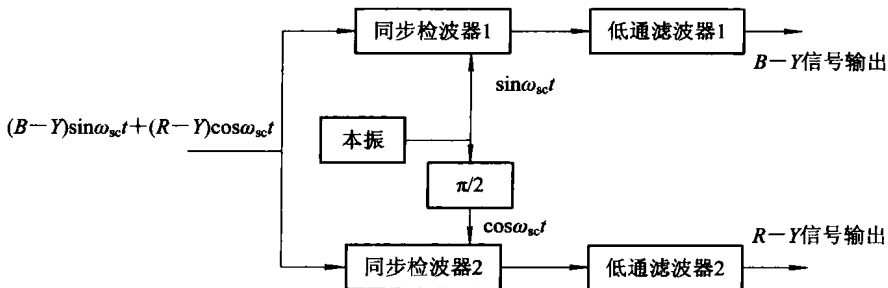 同步检波器1
低通滤波器1
B－Y信号输出
sinω_sc t
(B－Y)sinω_sc t＋(R－Y)cosω_sc t
本振
π/2
cosω_sc t
R－Y信号输出
同步检波器2
低通滤波器2